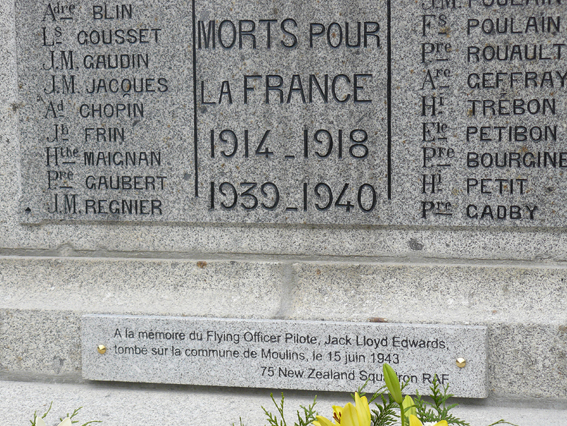 Adre BLIN
Ls GOUSSET
J.M. GAUDIN
J.M. JACQUES
Ad CHOPIN
Jh FRIN
Hthe MAIGNAN
Pre GAUBERT
J.M. REGNIER
MORTS POUR
LA FRANCE
1914 - 1918
1939 - 1940
Fs POULAIN
Pre ROUAULT
Are GEFFRAY
Hi TRÉBON
Ele PETIBON
Pre BOURGINE
Hi PETIT
Pre CADBY
A la mémoire du Flying Officer Pilote, Jack Lloyd Edwards,
tombé sur la commune de Moulins, le 15 juin 1943
75 New Zealand Squadron RAF